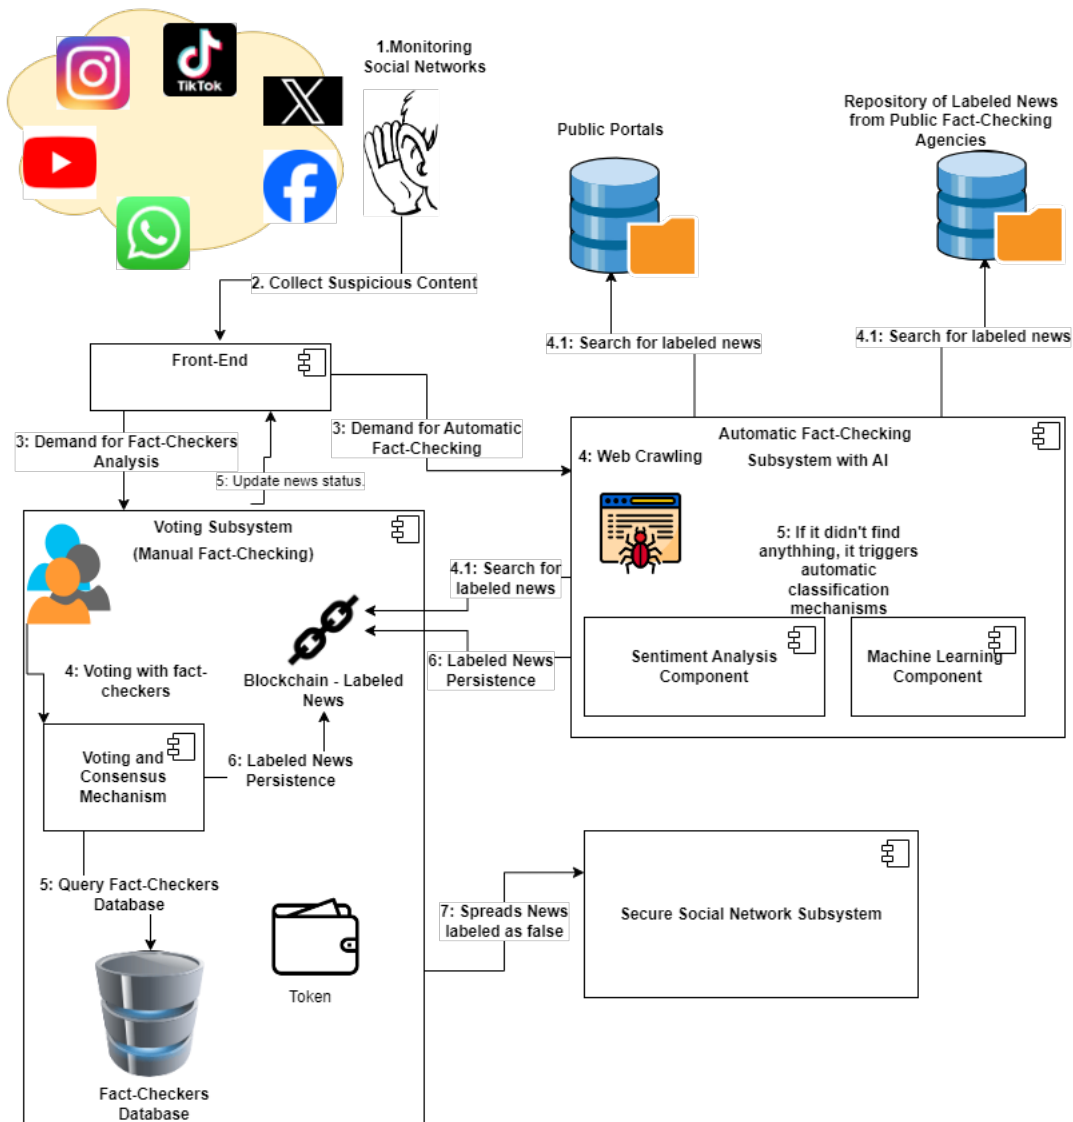 TikTok
1.Monitoring
Social Networks
Public Portals
Repository of Labeled News
from Public Fact-Checking
Agencies
2. Collect Suspicious Content
4.1: Search for labeled news
4.1: Search for labeled news
Front-End
3: Demand for Fact-Checkers
Analysis
3: Demand for Automatic
Fact-Checking
5: Update news status.
Automatic Fact-Checking
Subsystem with AI
4: Web Crawling
5: If it didn't find
anythhing, it triggers
automatic
classification
mechanisms
Voting Subsystem
(Manual Fact-Checking)
4.1: Search for
labeled news
Sentiment Analysis
Component
Machine Learning
Component
6: Labeled News
Persistence
4: Voting with fact-
checkers
Blockchain - Labeled
News
Voting and
Consensus
Mechanism
6: Labeled News
Persistence
5: Query Fact-Checkers
Database
7: Spreads News
labeled as false
Secure Social Network Subsystem
Token
Fact-Checkers
Database